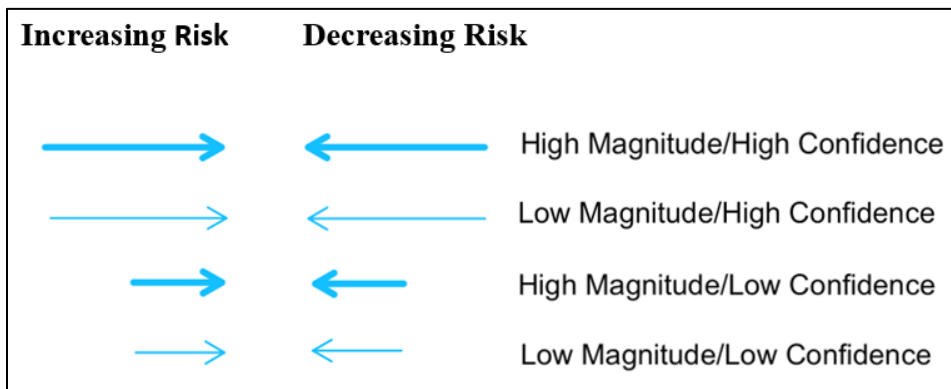 Increasing Risk Decreasing Risk
High Magnitude/High Confidence
Low Magnitude/High Confidence
High Magnitude/Low Confidence
Low Magnitude/Low Confidence